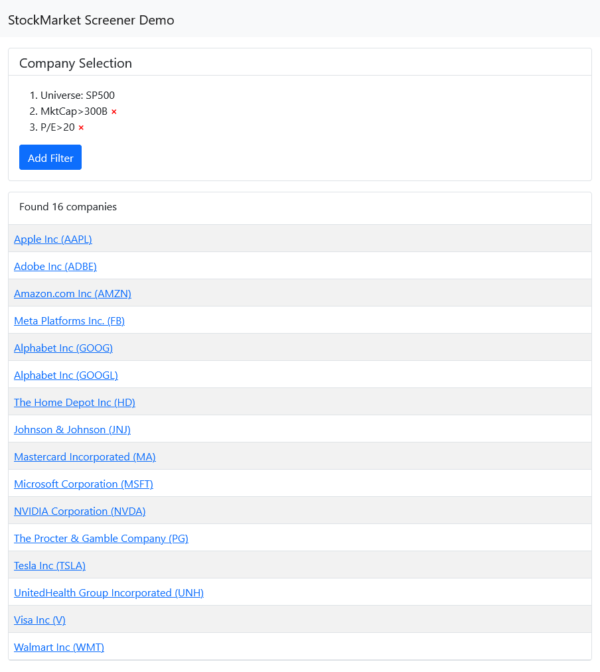 StockMarket Screener Demo
Company Selection
1. Universe: SP500
2. MktCap>300B ×
3. P/E>20 ×
Add Filter
Found 16 companies
Apple Inc (AAPL)
Adobe Inc (ADBE)
Amazon.com Inc (AMZN)
Meta Platforms Inc. (FB)
Alphabet Inc (GOOG)
Alphabet Inc (GOOGL)
The Home Depot Inc (HD)
Johnson & Johnson (JNJ)
Mastercard Incorporated (MA)
Microsoft Corporation (MSFT)
NVIDIA Corporation (NVDA)
The Procter & Gamble Company (PG)
Tesla Inc (TSLA)
UnitedHealth Group Incorporated (UNH)
Visa Inc (V)
Walmart Inc (WMT)